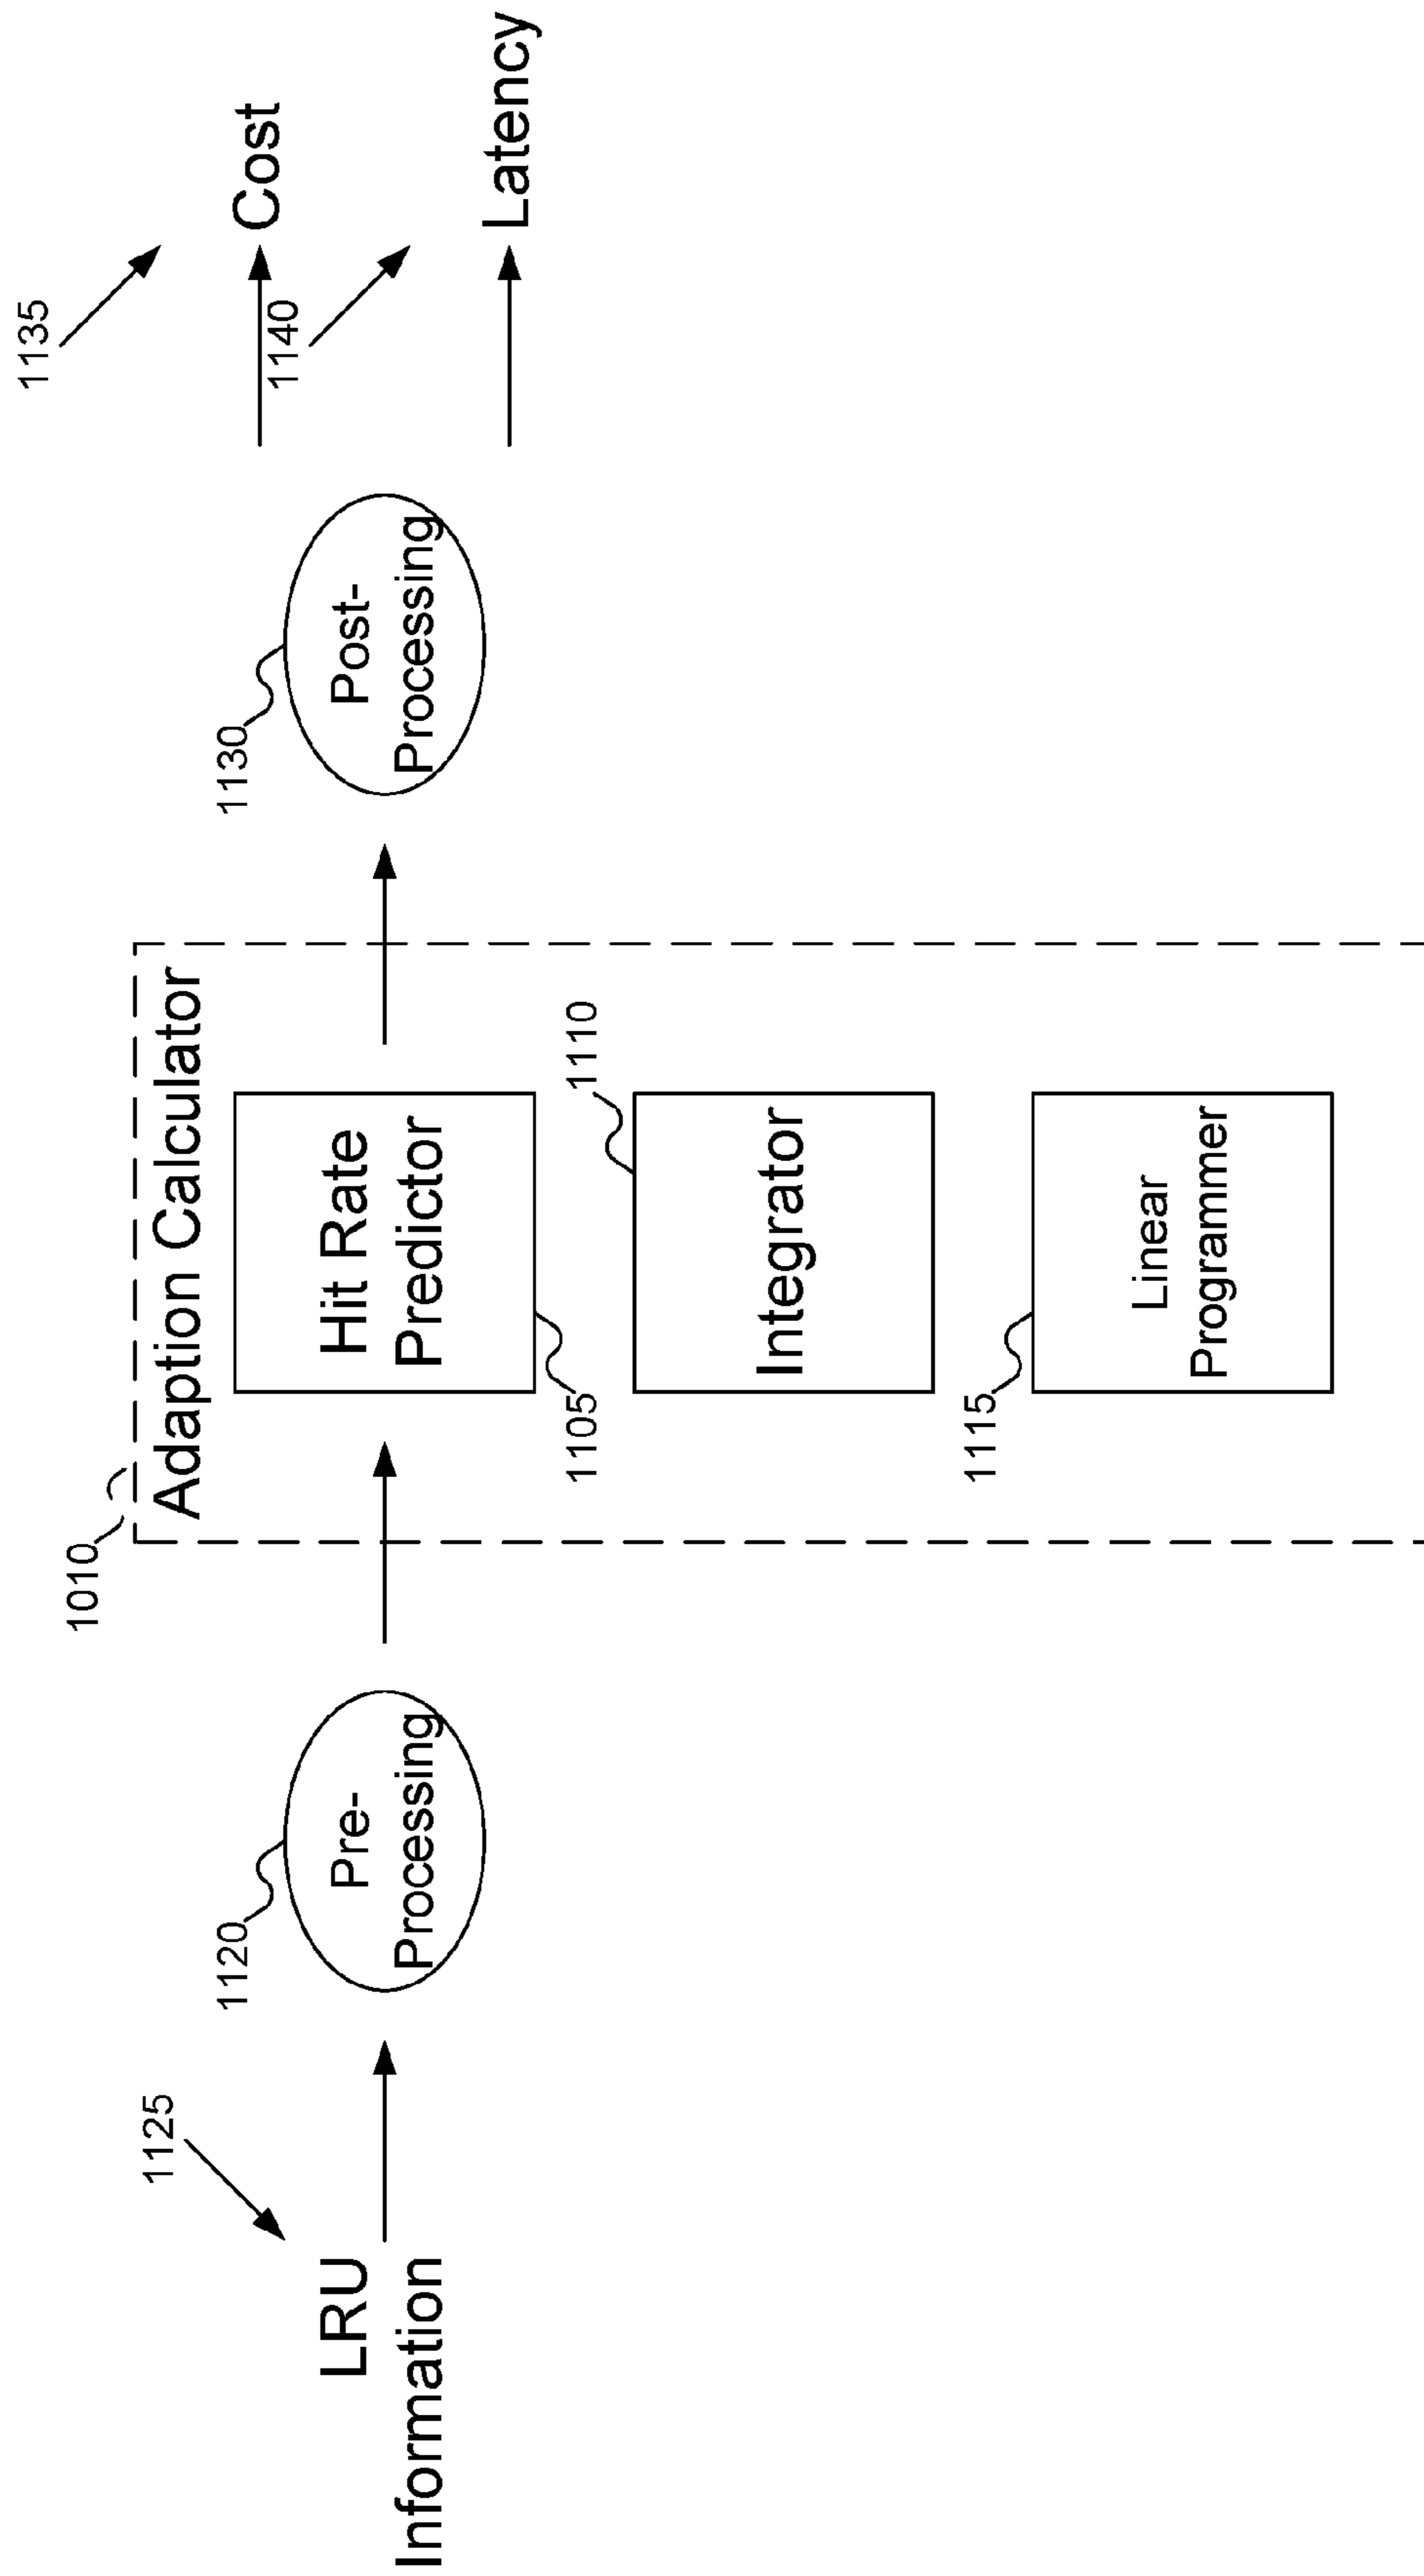 1135
Cost
1140
Latency
1130
Post-
Processing
1010
Adaption Calculator
Hit Rate
Predictor
1105
1110
Integrator
1115
Linear
Programmer
1120
Pre-
Processing
1125
LRU
Information